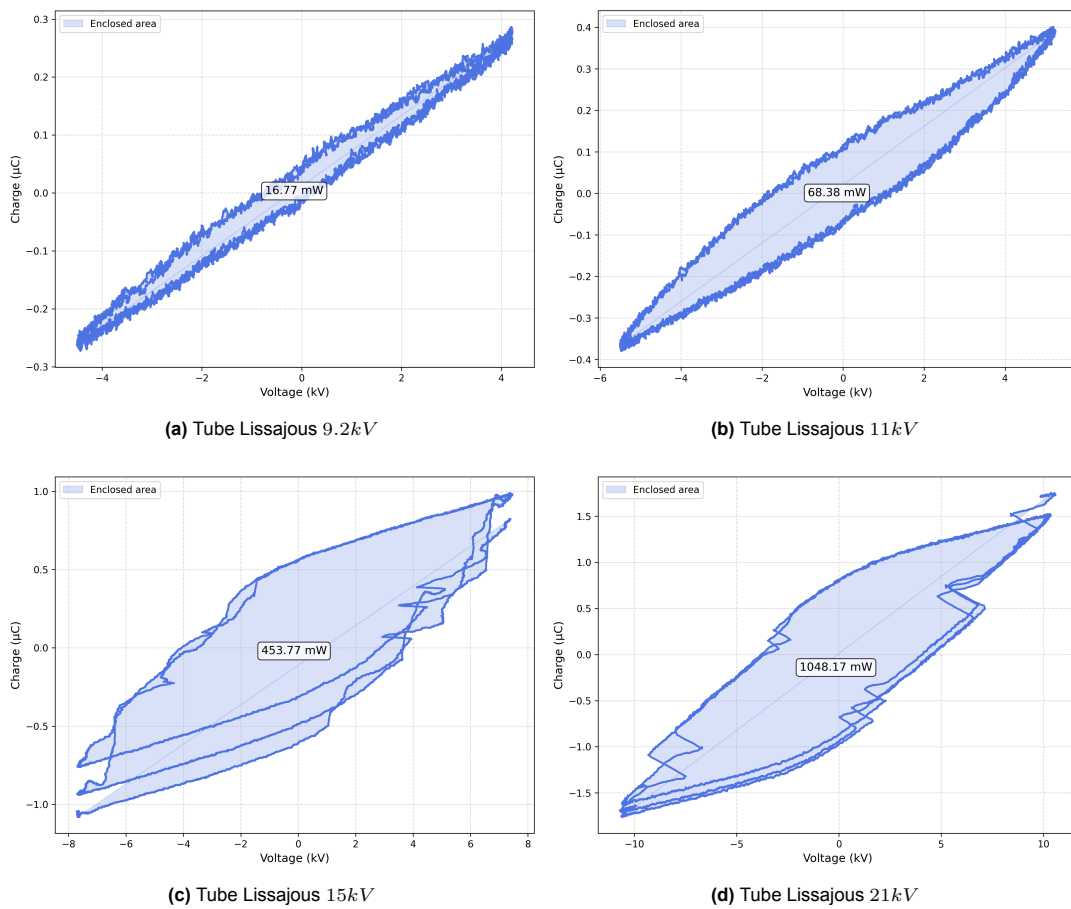 Enclosed area
Charge (µC)
0.3
0.2
0.1
0.0
−0.1
−0.2
−0.3
16.77 mW
−4
−2
0
2
4
Voltage (kV)
(a) Tube Lissajous 9.2kV
Enclosed area
Charge (µC)
0.4
0.3
0.2
0.1
0.0
−0.1
−0.2
−0.3
−0.4
68.38 mW
−6
−4
−2
0
2
4
Voltage (kV)
(b) Tube Lissajous 11kV
Enclosed area
Charge (µC)
1.0
0.5
0.0
−0.5
−1.0
453.77 mW
−8
−6
−4
−2
0
2
4
6
8
Voltage (kV)
(c) Tube Lissajous 15kV
Enclosed area
Charge (µC)
1.5
1.0
0.5
0.0
−0.5
−1.0
−1.5
1048.17 mW
−10
−5
0
5
10
Voltage (kV)
(d) Tube Lissajous 21kV